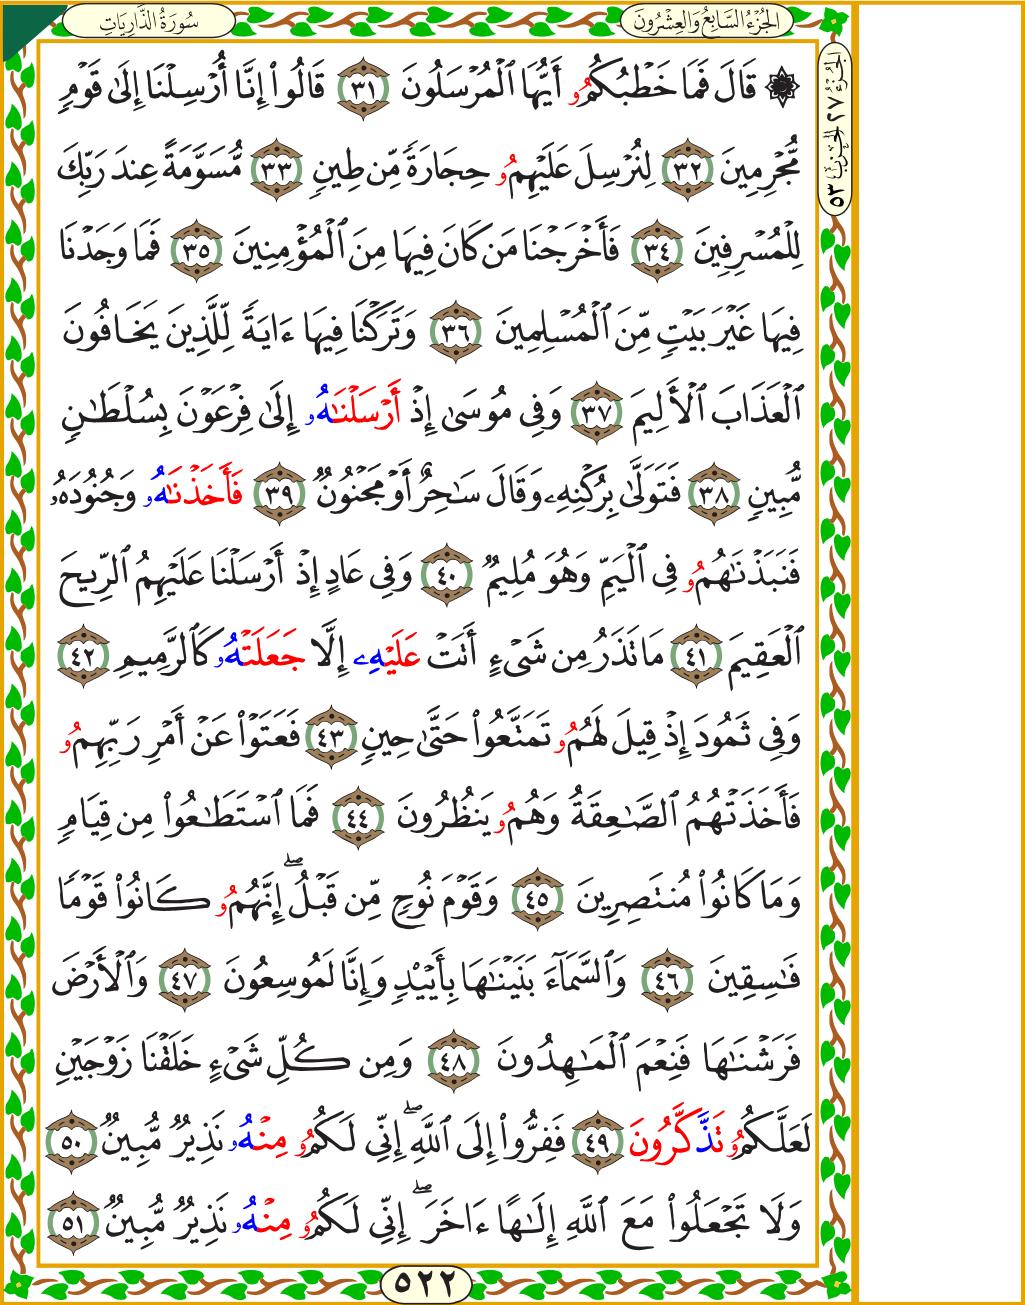 سُورَةُ الذَّارِيَاتِ
الجُزْءُ السَّابِعُ وَالعِشْرُونَ
الجزء ٢٧ الحزب ٥٢
۞ قَالَ فَمَا خَطْبُكُمُۥ أَيُّهَا ٱلْمُرْسَلُونَ ٣١ قَالُوٓا۟ إِنَّآ أُرْسِلْنَآ إِلَىٰ قَوْمٍ
مُّجْرِمِينَ ٣٢ لِنُرْسِلَ عَلَيْهِمُۥ حِجَارَةً مِّن طِينٍ ٣٣ مُّسَوَّمَةً عِندَ رَبِّكَ
لِلْمُسْرِفِينَ ٣٤ فَأَخْرَجْنَا مَن كَانَ فِيهَا مِنَ ٱلْمُؤْمِنِينَ ٣٥ فَمَا وَجَدْنَا
فِيهَا غَيْرَ بَيْتٍ مِّنَ ٱلْمُسْلِمِينَ ٣٦ وَتَرَكْنَا فِيهَآ ءَايَةً لِّلَّذِينَ يَخَافُونَ
ٱلْعَذَابَ ٱلْأَلِيمَ ٣٧ وَفِى مُوسَىٰٓ إِذْ أَرْسَلْنَٰهُۥ إِلَىٰ فِرْعَوْنَ بِسُلْطَٰنٍ
مُّبِينٍ ٣٨ فَتَوَلَّىٰ بِرُكْنِهِۦ وَقَالَ سَٰحِرٌ أَوْ مَجْنُونٌ ٣٩ فَأَخَذْنَٰهُۥ وَجُنُودَهُۥ
فَنَبَذْنَٰهُمُۥ فِى ٱلْيَمِّ وَهُوَ مُلِيمٌ ٤٠ وَفِى عَادٍ إِذْ أَرْسَلْنَا عَلَيْهِمُ ٱلرِّيحَ
ٱلْعَقِيمَ ٤١ مَا تَذَرُ مِن شَىْءٍ أَتَتْ عَلَيْهِۦ إِلَّا جَعَلَتْهُۥ كَٱلرَّمِيمِ ٤٢
وَفِى ثَمُودَ إِذْ قِيلَ لَهُمُۥ تَمَتَّعُوا۟ حَتَّىٰ حِينٍ ٤٣ فَعَتَوْا۟ عَنْ أَمْرِ رَبِّهِمُۥ
فَأَخَذَتْهُمُ ٱلصَّٰعِقَةُ وَهُمُۥ يَنظُرُونَ ٤٤ فَمَا ٱسْتَطَٰعُوا۟ مِن قِيَامٍ
وَمَا كَانُوا۟ مُنتَصِرِينَ ٤٥ وَقَوْمَ نُوحٍ مِّن قَبْلُ ۖ إِنَّهُمُۥ كَانُوا۟ قَوْمًا
فَٰسِقِينَ ٤٦ وَٱلسَّمَآءَ بَنَيْنَٰهَا بِأَيْي۟دٍ وَإِنَّا لَمُوسِعُونَ ٤٧ وَٱلْأَرْضَ
فَرَشْنَٰهَا فَنِعْمَ ٱلْمَٰهِدُونَ ٤٨ وَمِن كُلِّ شَىْءٍ خَلَقْنَا زَوْجَيْنِ
لَعَلَّكُمُۥ تَذَّكَّرُونَ ٤٩ فَفِرُّوٓا۟ إِلَى ٱللَّهِ ۖ إِنِّى لَكُمُۥ مِنْهُۥ نَذِيرٌ مُّبِينٌ ٥٠
وَلَا تَجْعَلُوا۟ مَعَ ٱللَّهِ إِلَٰهًا ءَاخَرَ ۖ إِنِّى لَكُمُۥ مِنْهُۥ نَذِيرٌ مُّبِينٌ ٥١
٥٢٢